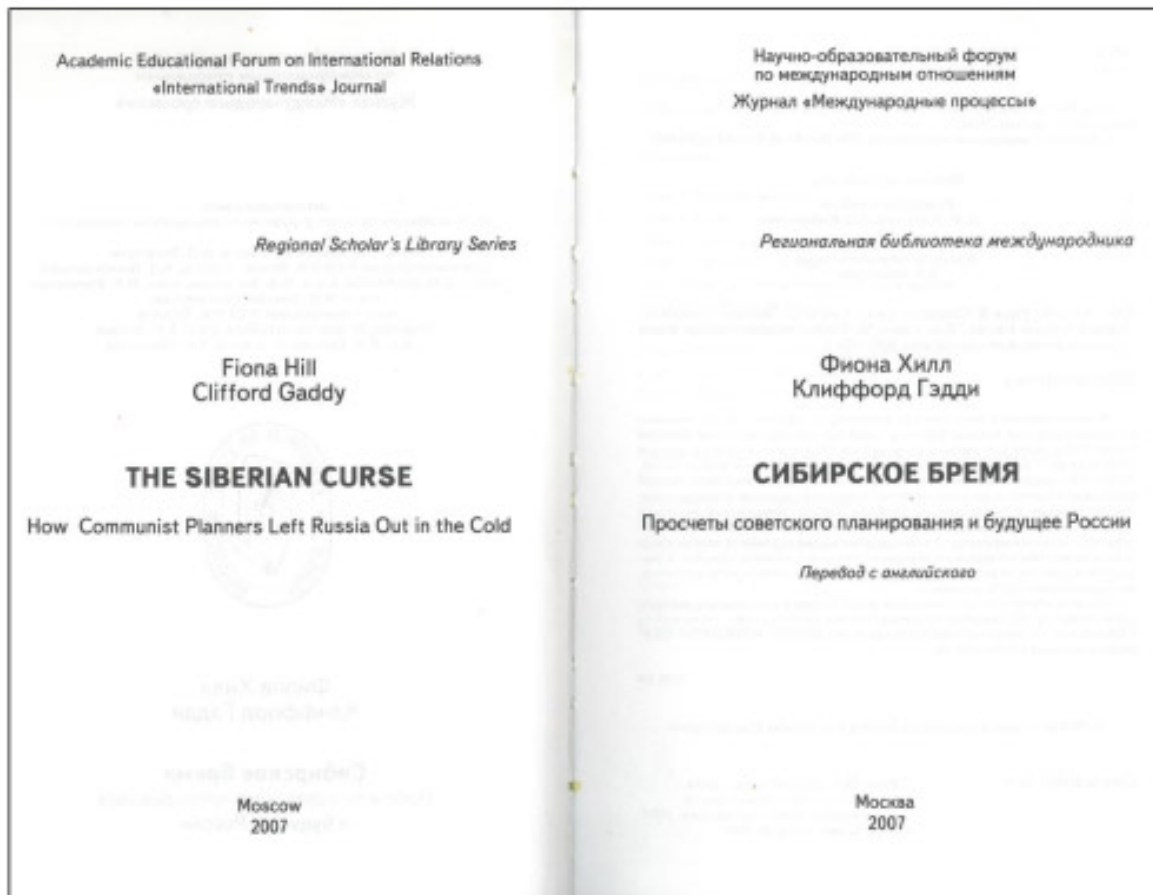 Academic Educational Forum on International Relations
«International Trends» Journal
Regional Scholar's Library Series
Fiona Hill
Clifford Gaddy
THE SIBERIAN CURSE
How Communist Planners Left Russia Out in the Cold
Moscow
2007
Научно-образовательный форум
по международным отношениям
Журнал «Международные процессы»
Региональная библиотека международника
Фиона Хилл
Клиффорд Гэдди
СИБИРСКОЕ БРЕМЯ
Просчеты советского планирования и будущее России
Перевод с английского
Москва
2007